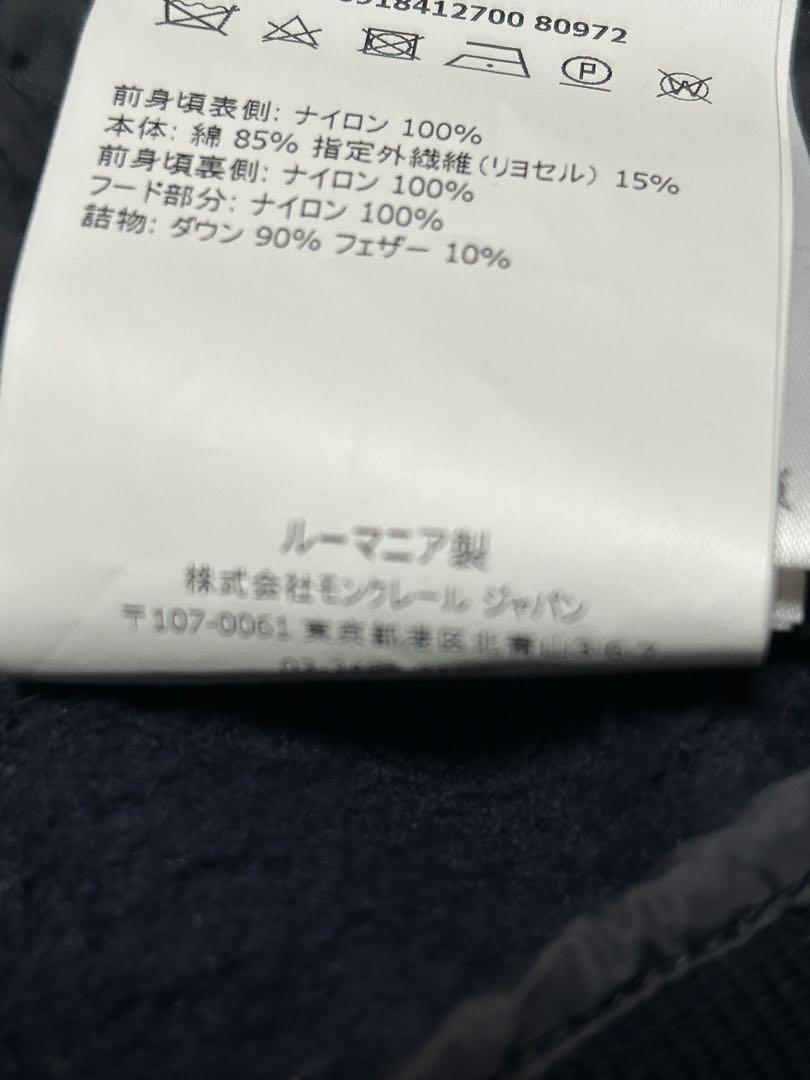 18412700 80972
P
W
前身頃表側: ナイロン 100%
本体: 綿 85% 指定外繊維(リヨセル) 15%
前身頃裏側: ナイロン 100%
フード部分: ナイロン 100%
詰物: ダウン 90% フェザー 10%
ルーマニア製
株式会社モンクレール ジャパン
〒107-0061 東京都港区北青山